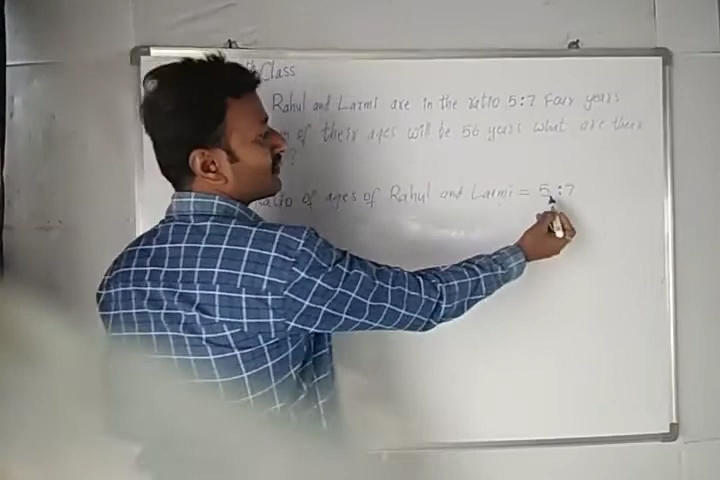 th Class
Rahul and Laxmi are in the ratio 5:7 Four years
of their ages will be 56 years what are their
?
ratio of ages of Rahul and Laxmi = 5:7